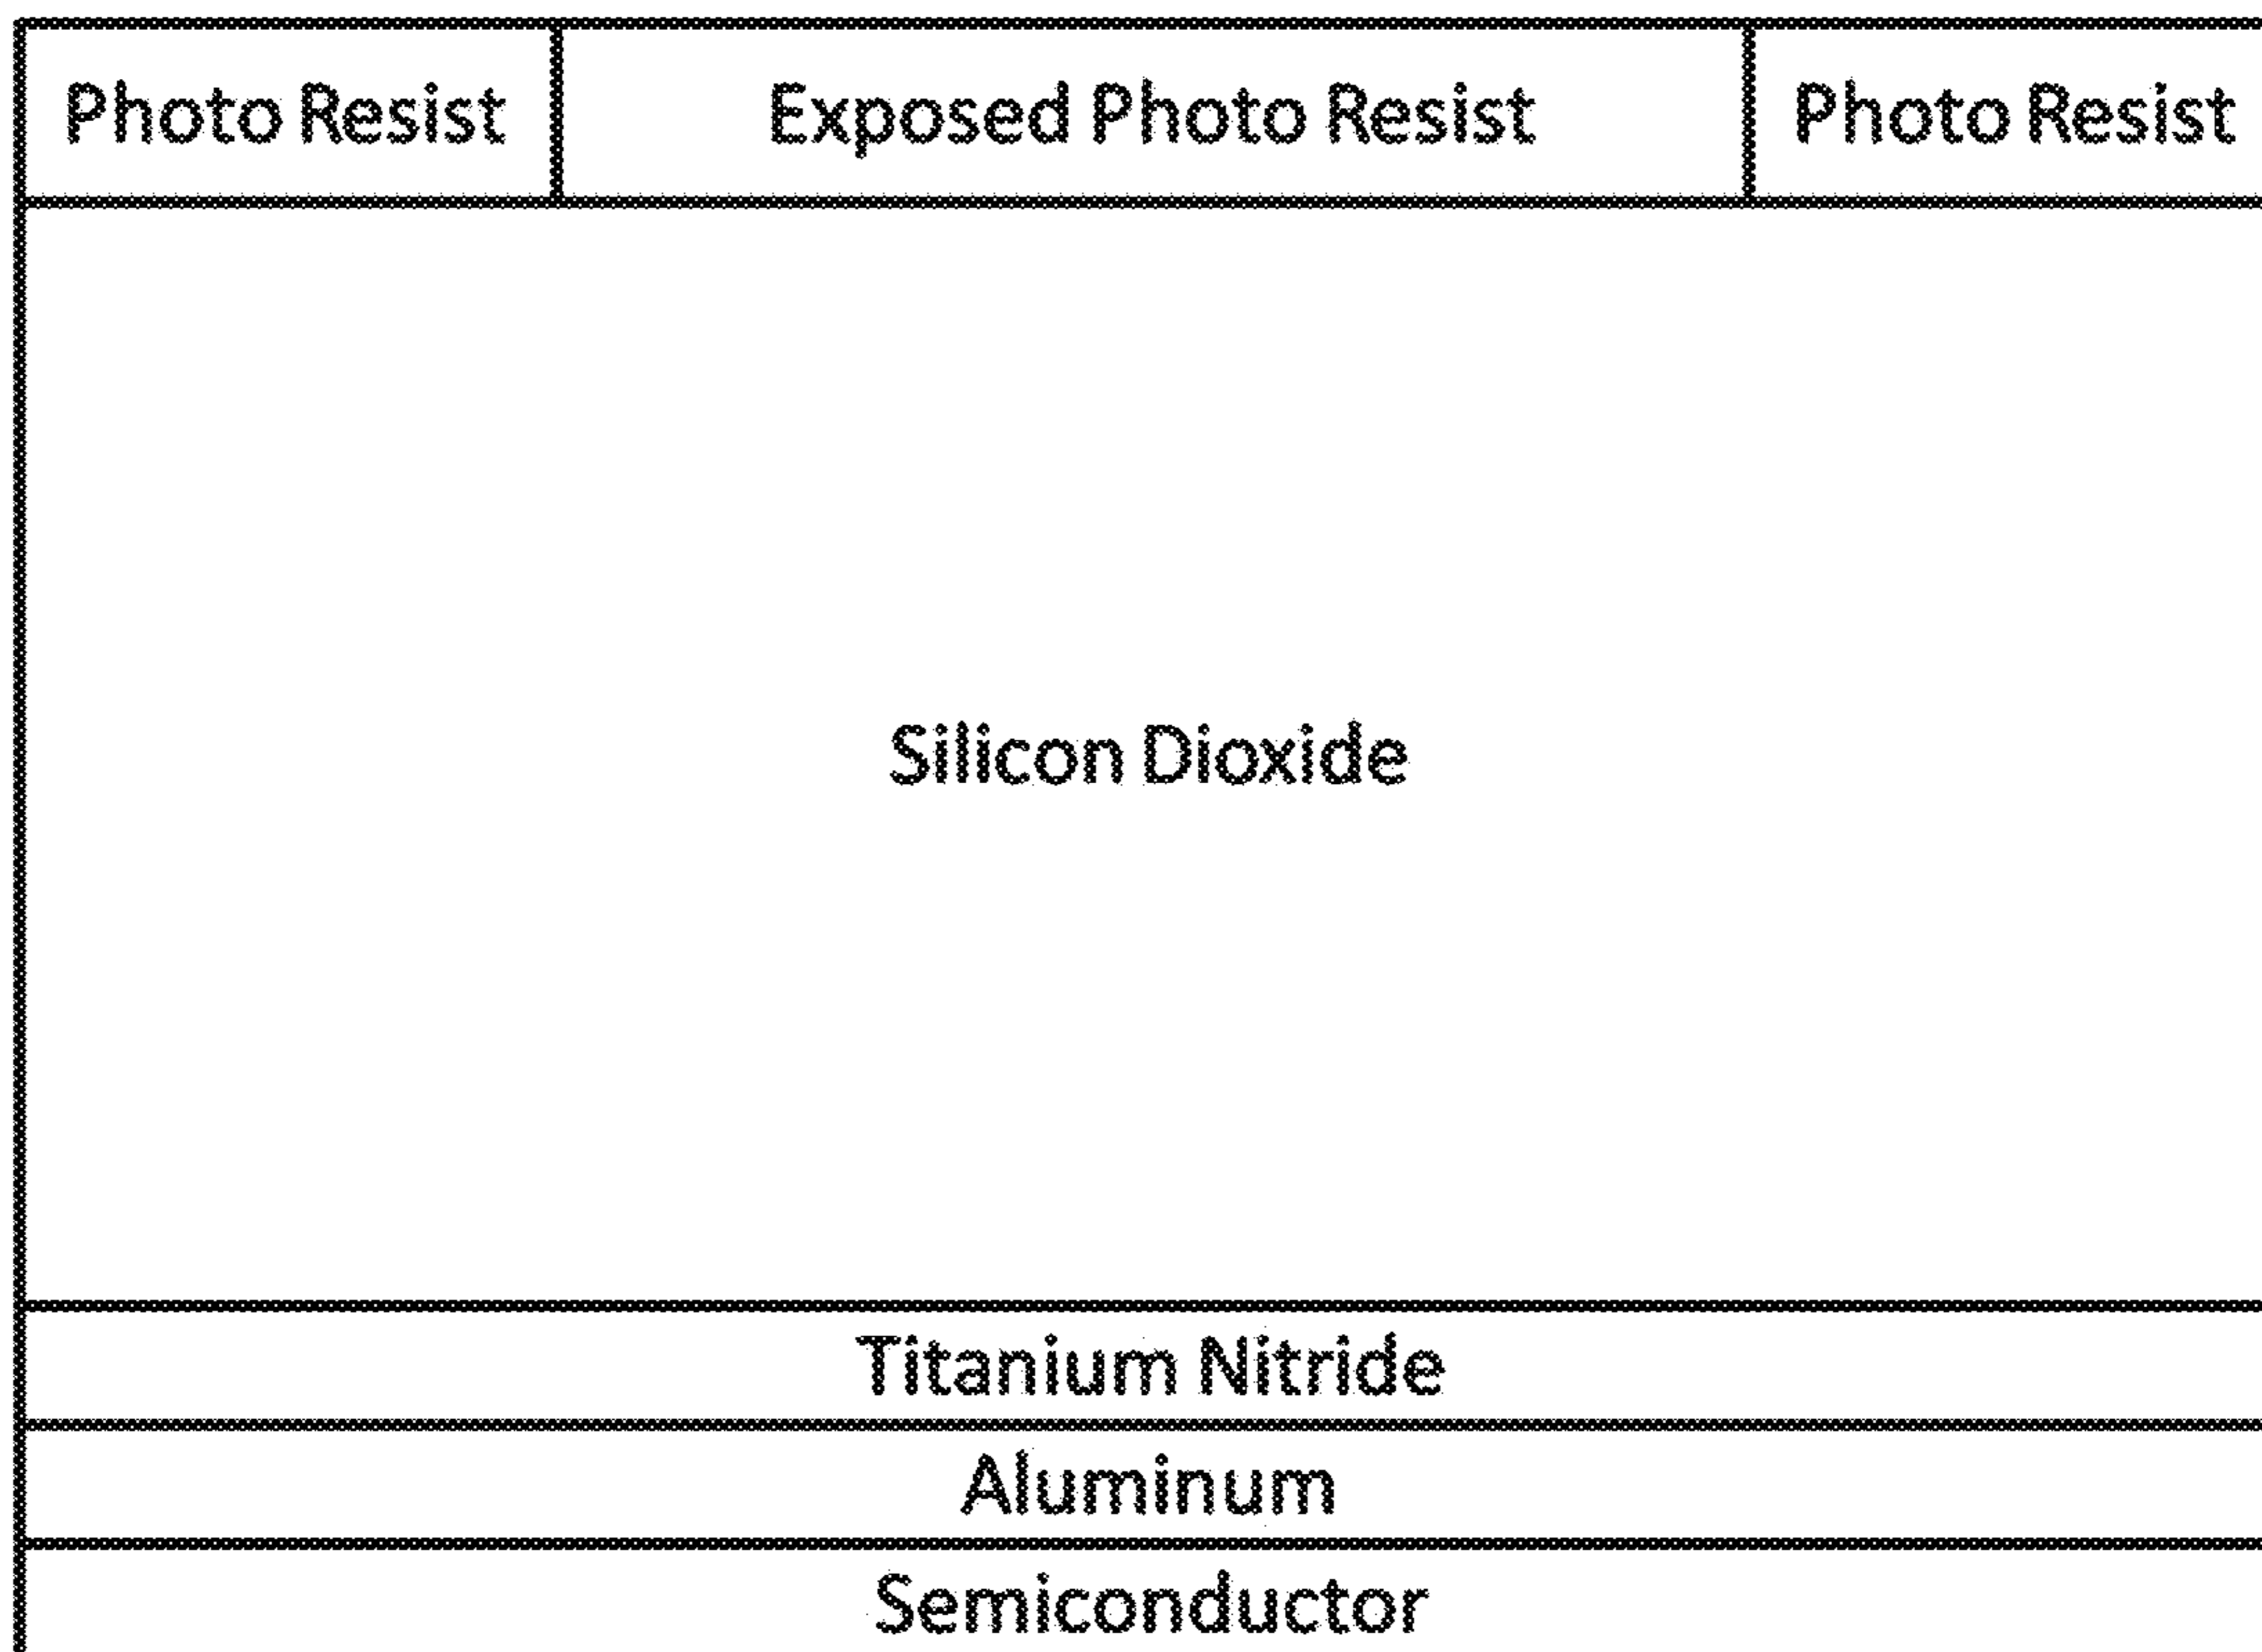 Photo Resist Exposed Photo Resist Photo Resist
Silicon Dioxide
Titanium Nitride
Aluminum
Semiconductor